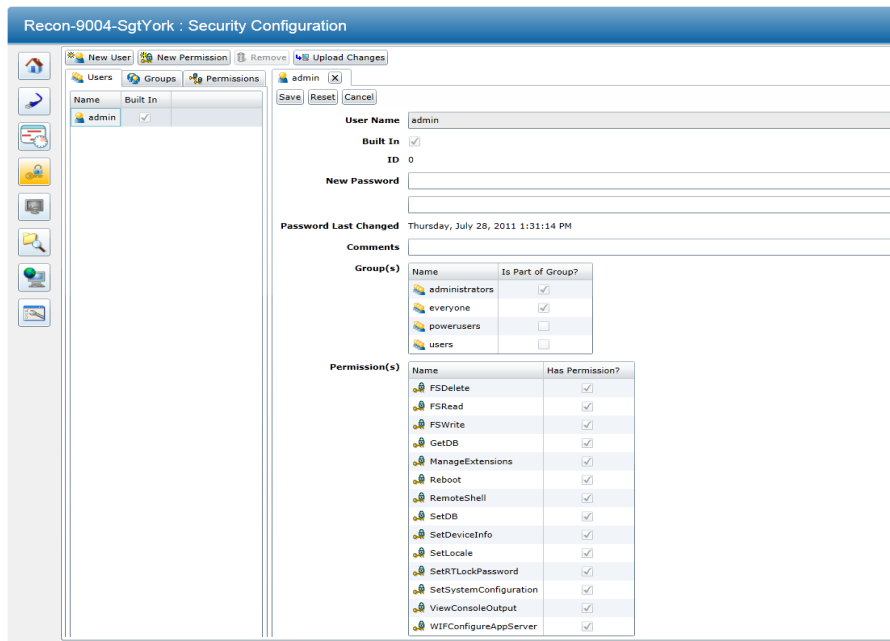 Recon-9004-SgtYork : Security Configuration
New User New Permission Remove Upload Changes
Users Groups Permissions
Name Built In
admin
admin
Save Reset Cancel
User Name admin
Built In
ID 0
New Password
Password Last Changed Thursday, July 28, 2011 1:31:14 PM
Comments
Group(s) Name Is Part of Group?
administrators
everyone
powerusers
users
Permission(s) Name Has Permission?
FSDelete
FSRead
FSWrite
GetDB
ManageExtensions
Reboot
RemoteShell
SetDB
SetDeviceInfo
SetLocale
SetRTLockPassword
SetSystemConfiguration
ViewConsoleOutput
WIFConfigureAppServer